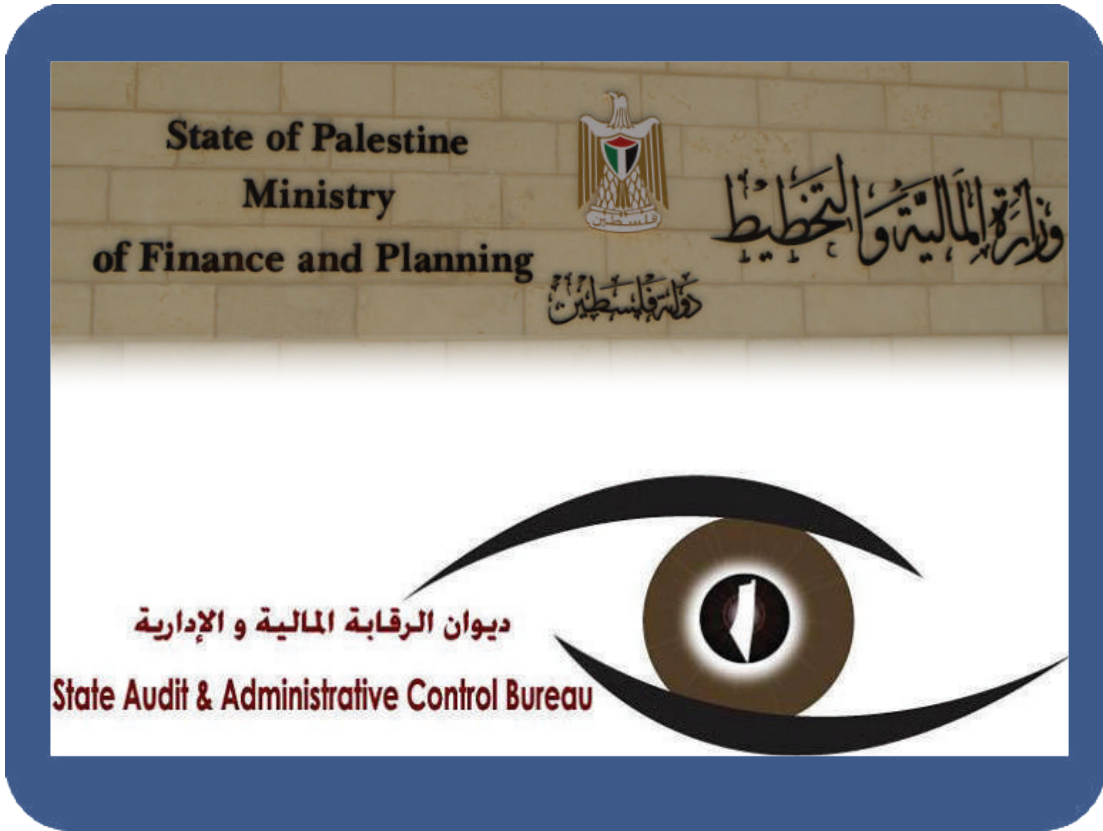 State of Palestine
Ministry
of Finance and Planning
فلسطين
دولة فلسطين
وزارة المالية والتخطيط
ديوان الرقابة المالية و الإدارية
State Audit & Administrative Control Bureau